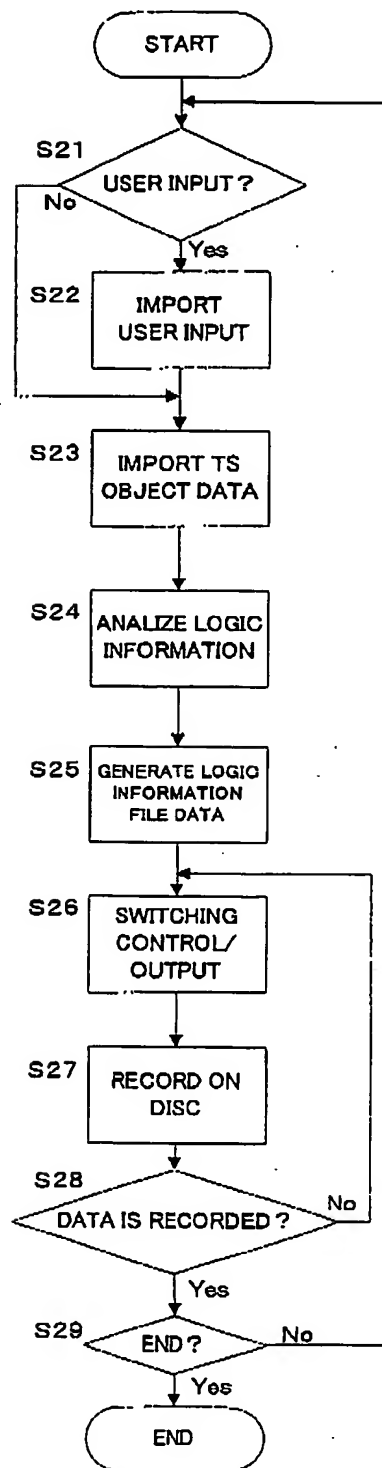 START
S21
USER INPUT ?
No
Yes
S22
IMPORT
USER INPUT
S23
IMPORT TS
OBJECT DATA
S24
ANALIZE LOGIC
INFORMATION
S25
GENERATE LOGIC
INFORMATION
FILE DATA
S26
SWITCHING
CONTROL/
OUTPUT
S27
RECORD ON
DISC
S28
DATA IS RECORDED ?
No
Yes
S29
END ?
No
Yes
END